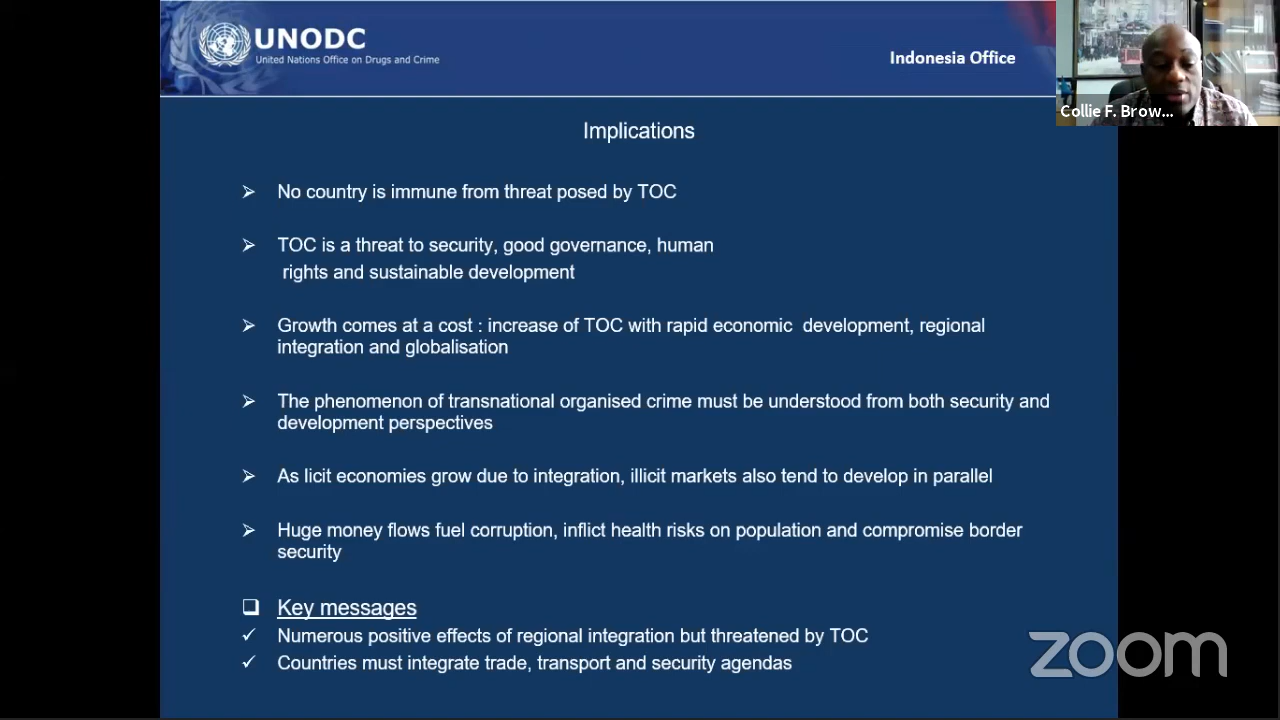 UNODC
United Nations Office on Drugs and Crime
Indonesia Office
Collie F. Brow...
Implications
No country is immune from threat posed by TOC
TOC is a threat to security, good governance, human
rights and sustainable development
Growth comes at a cost : increase of TOC with rapid economic development, regional
integration and globalisation
The phenomenon of transnational organised crime must be understood from both security and
development perspectives
As licit economies grow due to integration, illicit markets also tend to develop in parallel
Huge money flows fuel corruption, inflict health risks on population and compromise border
security
Key messages
Numerous positive effects of regional integration but threatened by TOC
Countries must integrate trade, transport and security agendas
zoom